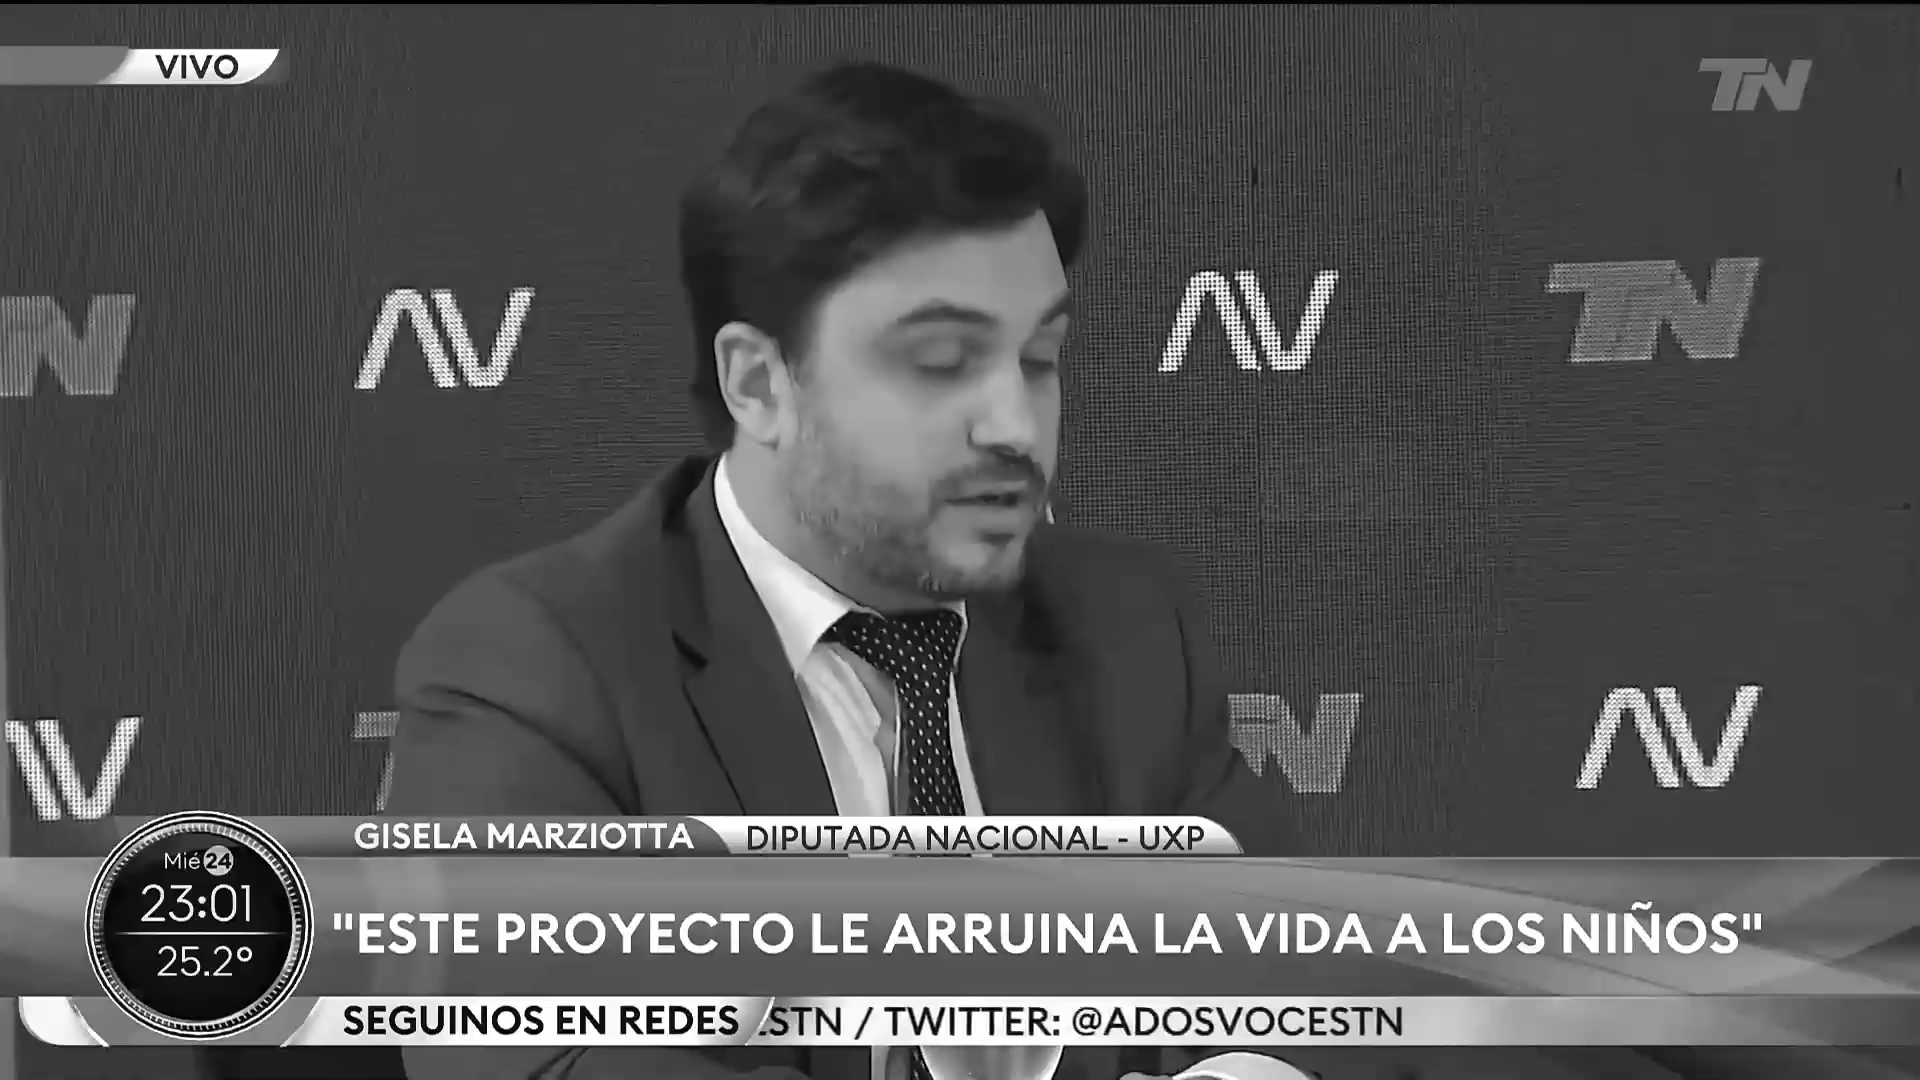 VIVO
TN
TN
AV
AV
TN
AV
TN
AV
GISELA MARZIOTTA
DIPUTADA NACIONAL - UXP
Mié 24
23:01
25.2°
"ESTE PROYECTO LE ARRUINA LA VIDA A LOS NIÑOS"
SEGUINOS EN REDES
STN / TWITTER: @ADOSVOCESTN